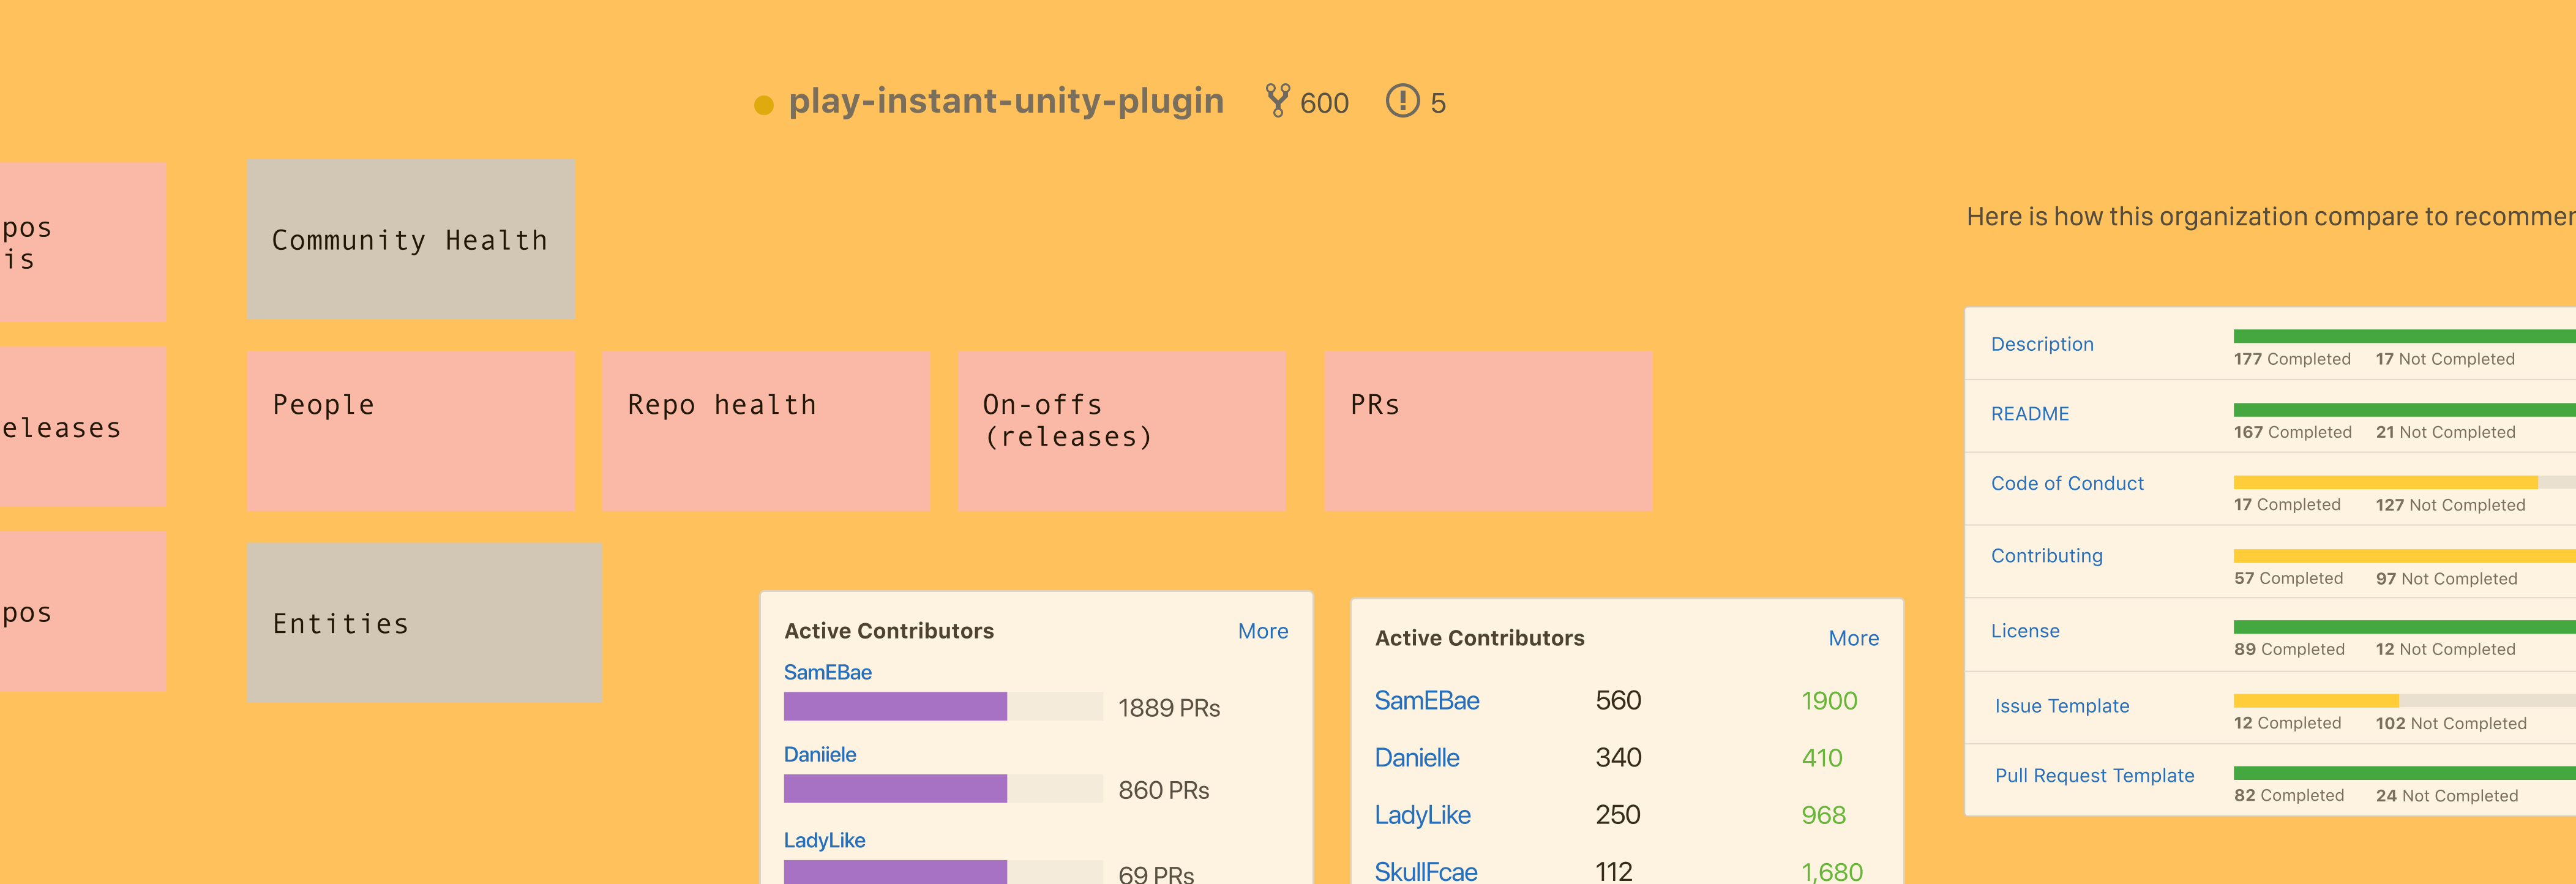 play-instant-unity-plugin 600 5
pos
is
eleases
pos
Community Health
People
Repo health
On-offs
(releases)
PRs
Entities
Active Contributors More
SamEBae
1889 PRs
Daniiele
860 PRs
LadyLike
69 PRs
Active Contributors More
SamEBae 560 1900
Danielle 340 410
LadyLike 250 968
SkullFcae 112 1,680
Here is how this organization compare to recommen
Description
177 Completed 17 Not Completed
README
167 Completed 21 Not Completed
Code of Conduct
17 Completed 127 Not Completed
Contributing
57 Completed 97 Not Completed
License
89 Completed 12 Not Completed
Issue Template
12 Completed 102 Not Completed
Pull Request Template
82 Completed 24 Not Completed